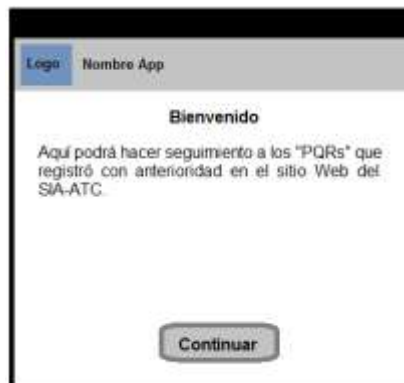 Logo Nombre App
Bienvenido
Aquí podrá hacer seguimiento a los "PQRs" que
registró con anterioridad en el sitio Web del
SIA-ATC.
Continuar